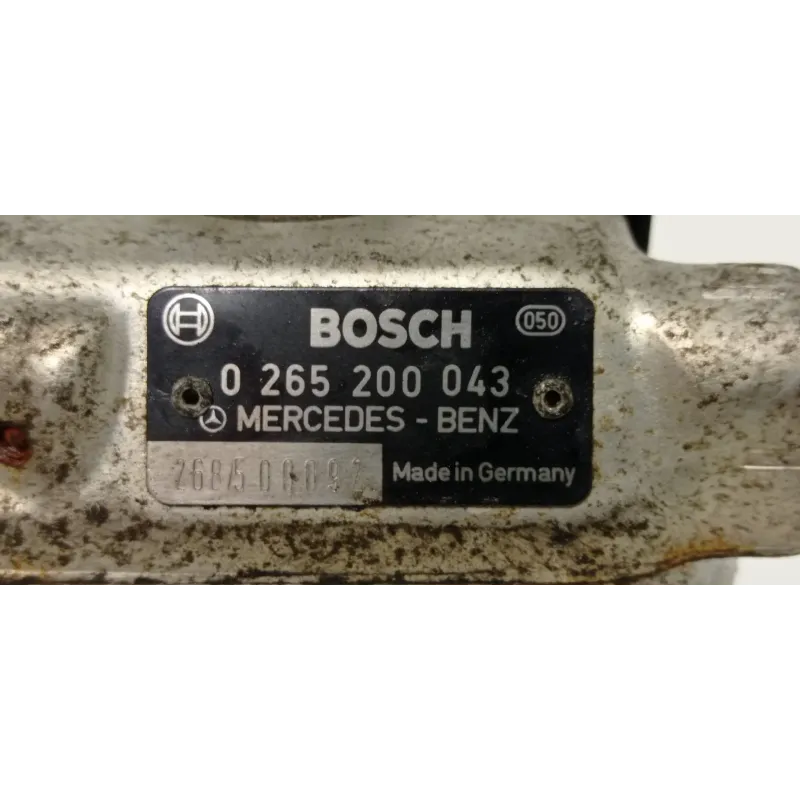 BOSCH
050
0 265 200 043
MERCEDES - BENZ
Made in Germany